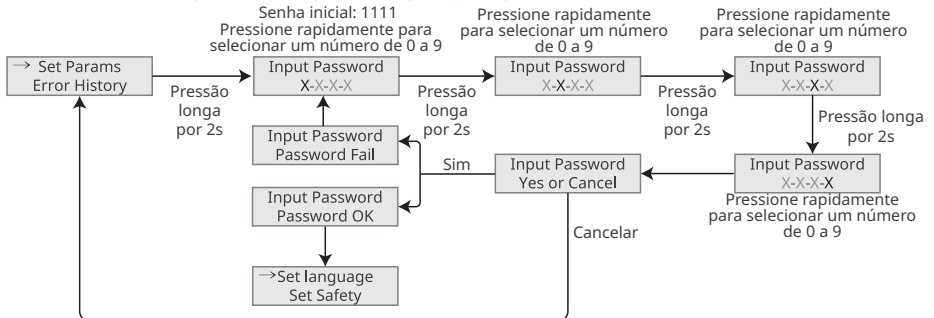 Senha inicial: 1111
Pressione rapidamente para
selecionar um número de 0 a 9
Pressione rapidamente
para selecionar um número
de 0 a 9
Pressione rapidamente
para selecionar um número
de 0 a 9
→ Set Params
Error History
Pressão
longa
por 2s
Input Password
X-X-X-X
Pressão
longa
por 2s
Input Password
X-X-X-X
Pressão
longa
por 2s
Input Password
X-X-X-X
Pressão longa
por 2s
Input Password
X-X-X-X
Pressione rapidamente
para selecionar um número
de 0 a 9
Input Password
Yes or Cancel
Sim
Input Password
Password Fail
Input Password
Password OK
Cancelar
→Set language
Set Safety